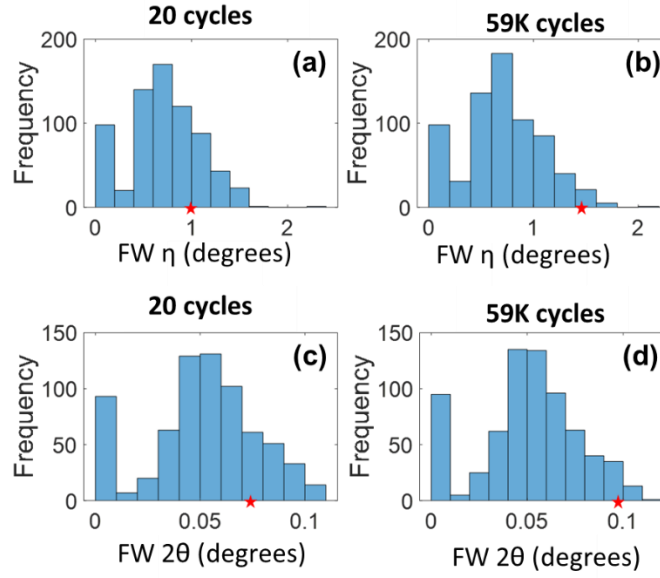 20 cycles
59K cycles
200
(a)
100
0
Frequency
0
1
2
FW η (degrees)
200
(b)
100
0
Frequency
0
1
2
FW η (degrees)
20 cycles
59K cycles
150
(c)
100
50
0
Frequency
0
0.05
0.1
FW 2θ (degrees)
150
(d)
100
50
0
Frequency
0
0.05
0.1
FW 2θ (degrees)